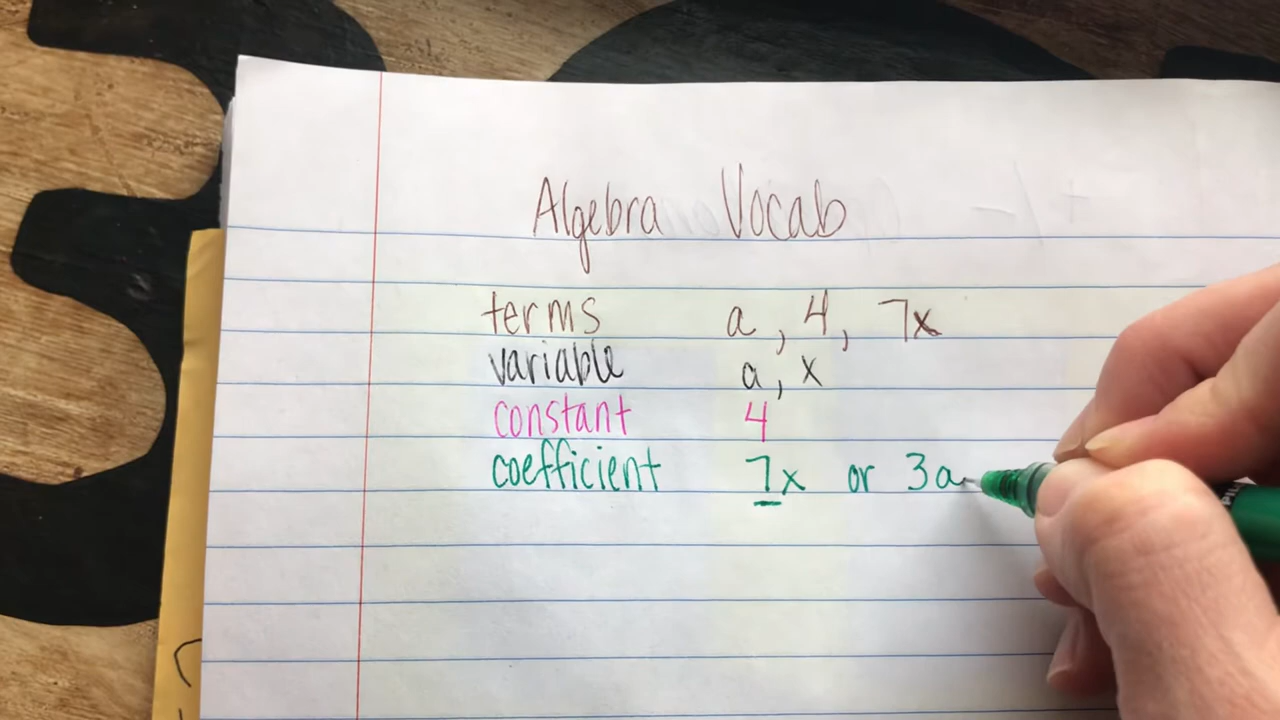 Algebra Vocab
terms a, 4, 7x
variable a, x
constant 4
coefficient 7x or 3a